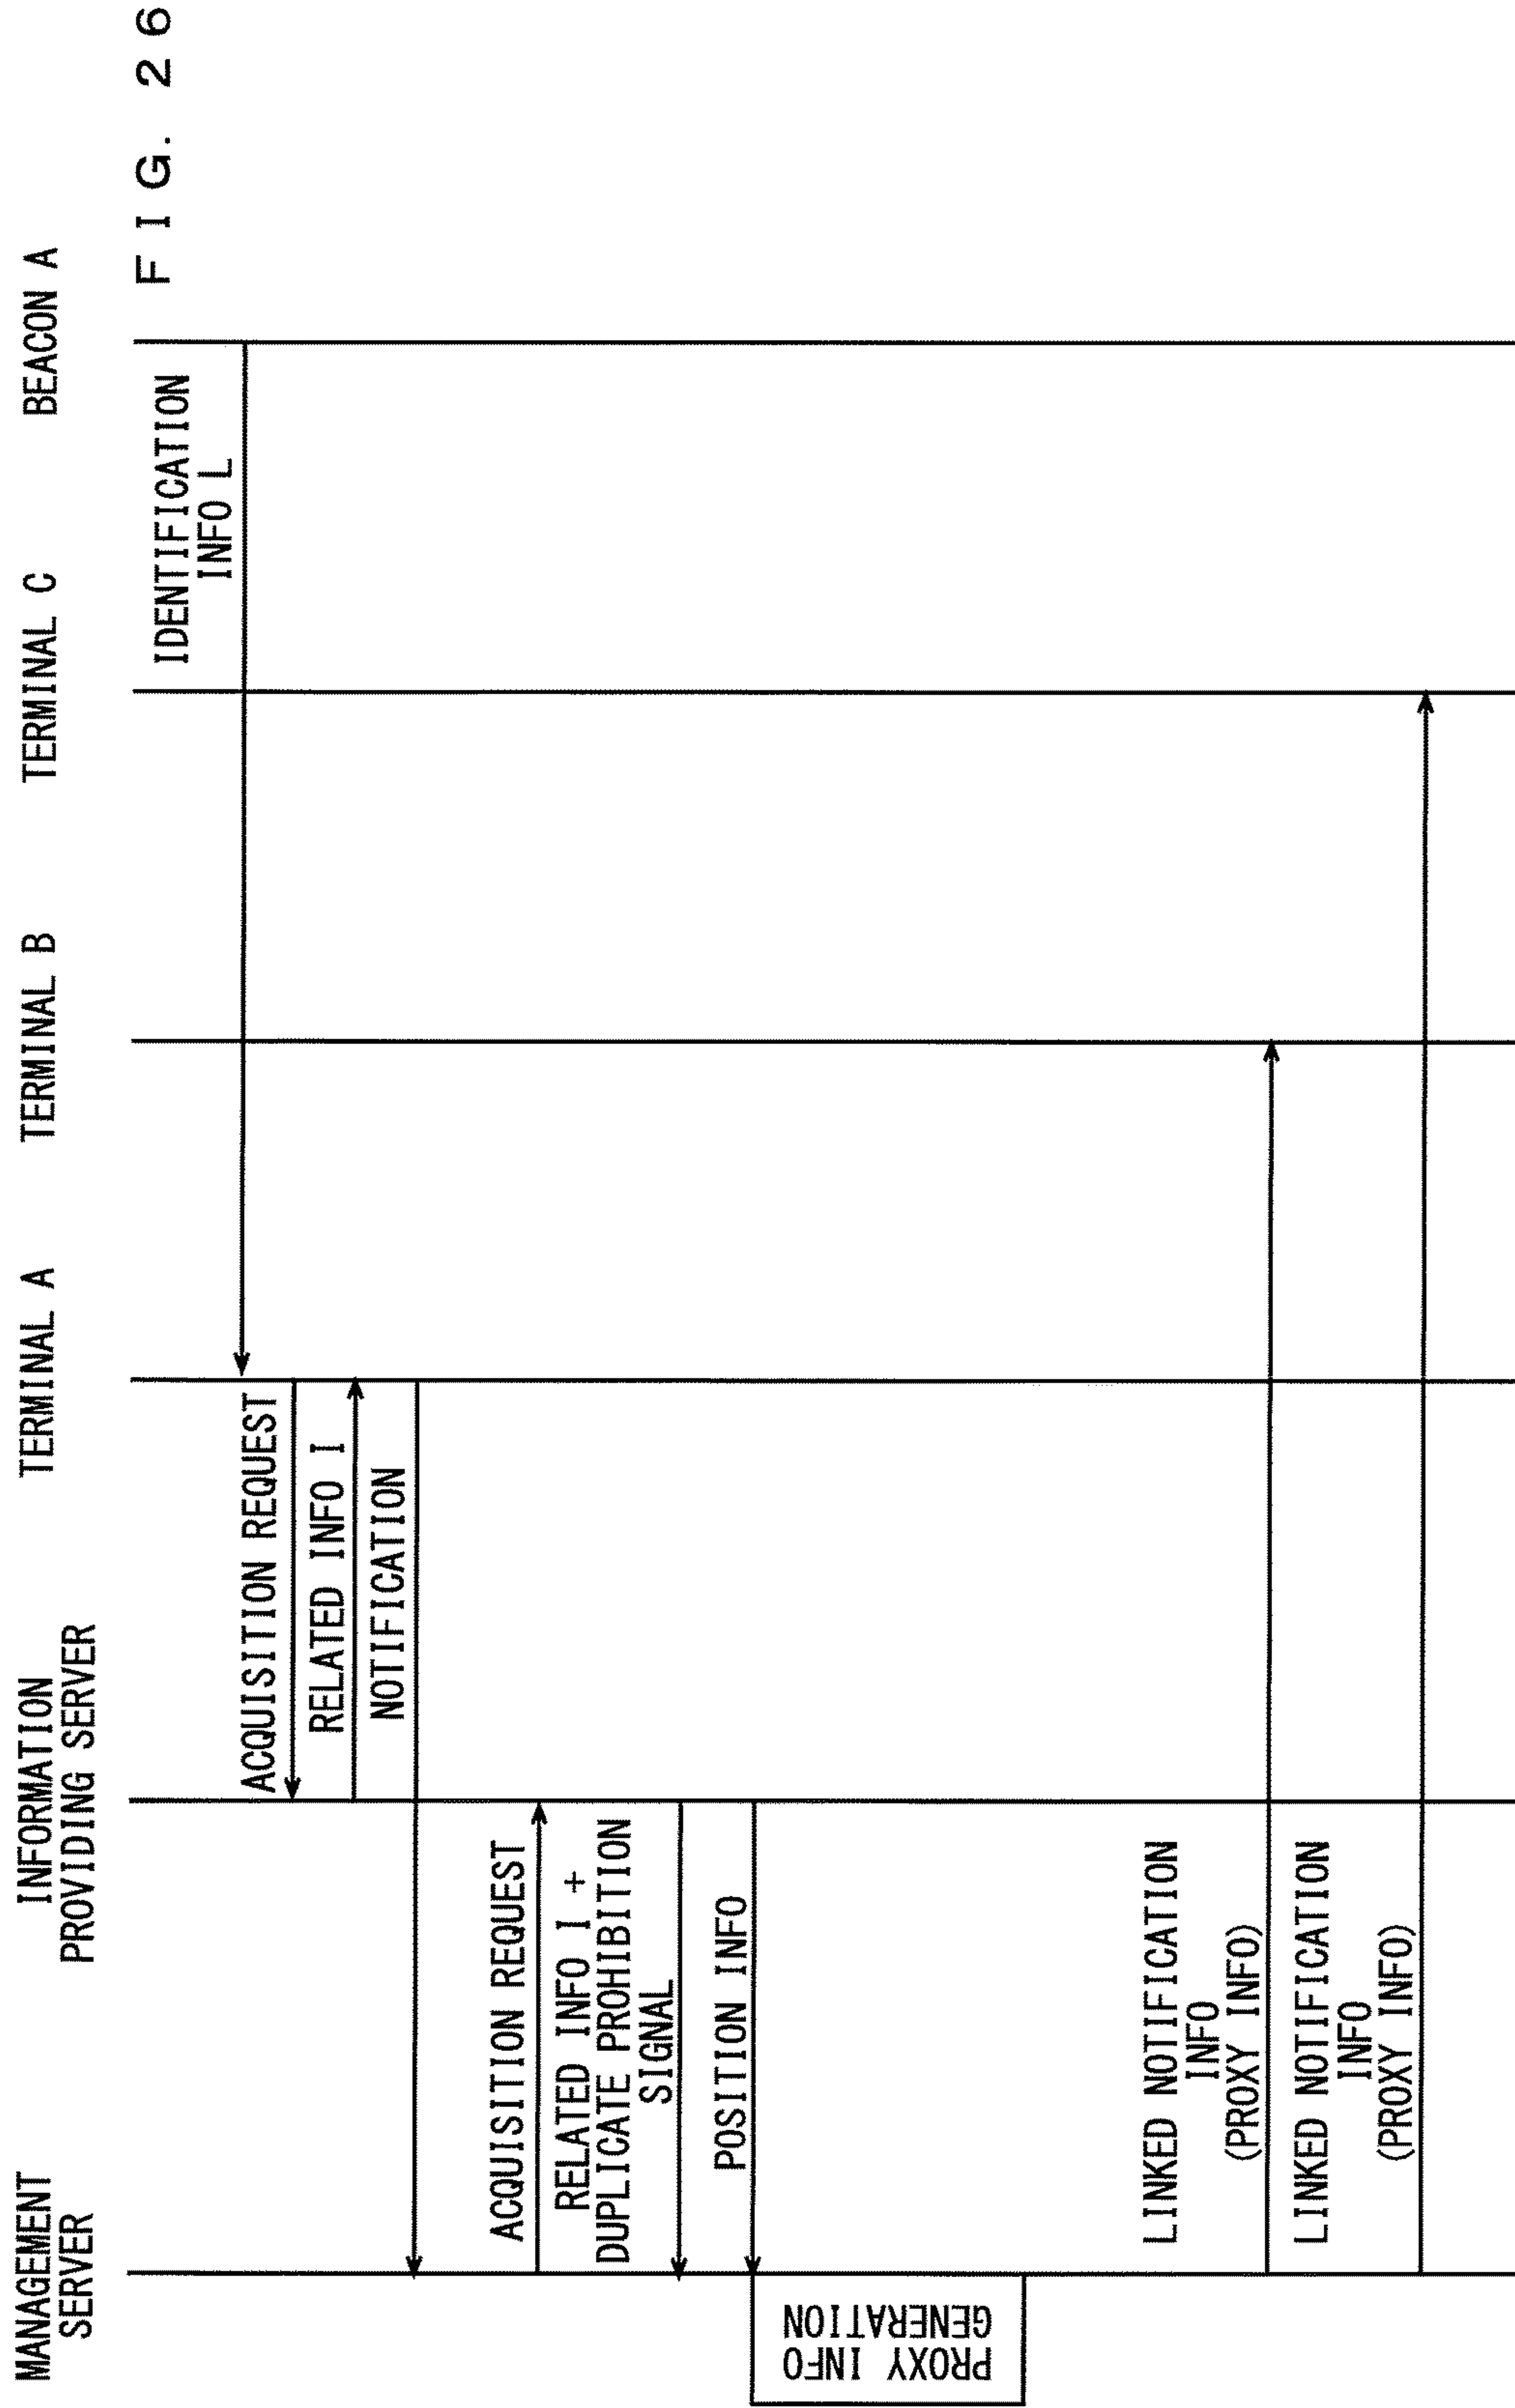 FIG. 26
MANAGEMENT
SERVER
INFORMATION
PROVIDING SERVER
TERMINAL A
TERMINAL B
TERMINAL C
BEACON A
IDENTIFICATION
INFO L
ACQUISITION REQUEST
RELATED INFO I
NOTIFICATION
ACQUISITION REQUEST
RELATED INFO I +
DUPLICATE PROHIBITION
SIGNAL
POSITION INFO
PROXY INFO
GENERATION
LINKED NOTIFICATION
INFO
(PROXY INFO)
LINKED NOTIFICATION
INFO
(PROXY INFO)